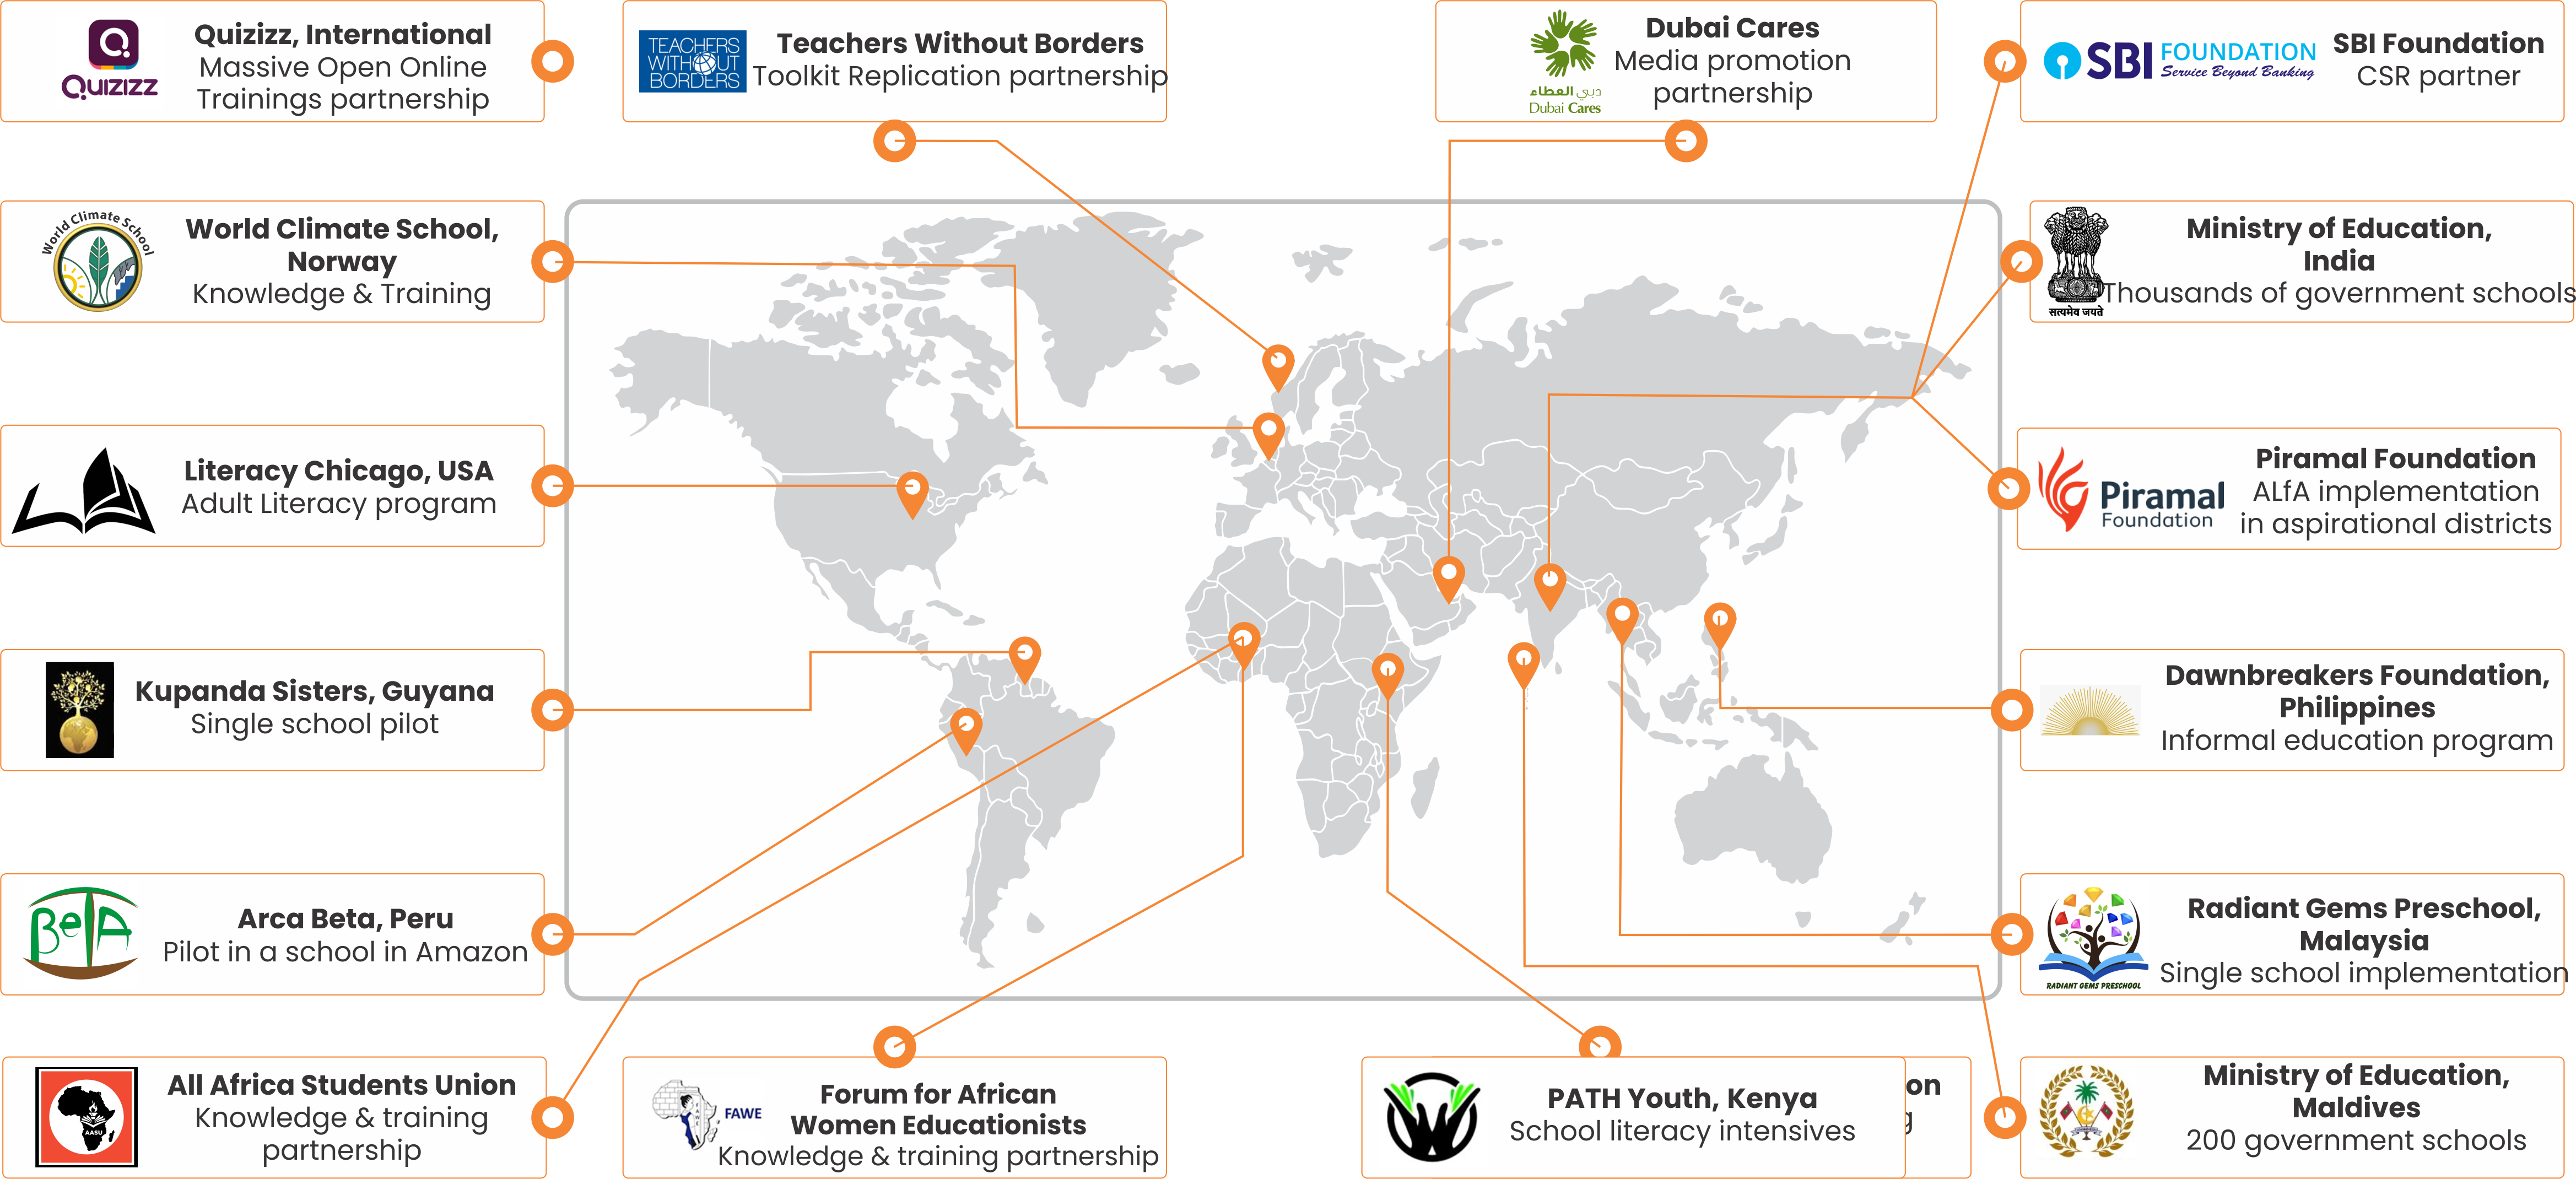 Quizizz
Quizizz, International
Massive Open Online
Trainings partnership
TEACHERS
WITHOUT
BORDERS
Teachers Without Borders
Toolkit Replication partnership
دبي العطاء
Dubai Cares
Dubai Cares
Media promotion
partnership
SBI FOUNDATION
Service Beyond Banking
SBI Foundation
CSR partner
World Climate School
World Climate School,
Norway
Knowledge & Training
सत्यमेव जयते
Ministry of Education,
India
Thousands of government schools
Literacy Chicago, USA
Adult Literacy program
Piramal
Foundation
Piramal Foundation
ALfA implementation
in aspirational districts
Kupanda Sisters, Guyana
Single school pilot
Dawnbreakers Foundation,
Philippines
Informal education program
BeTA
Arca Beta, Peru
Pilot in a school in Amazon
RADIANT GEMS PRESCHOOL
Radiant Gems Preschool,
Malaysia
Single school implementation
AASU
All Africa Students Union
Knowledge & training
partnership
FAWE
Forum for African
Women Educationists
Knowledge & training partnership
PATH Youth, Kenya
School literacy intensives
on
g
Ministry of Education,
Maldives
200 government schools